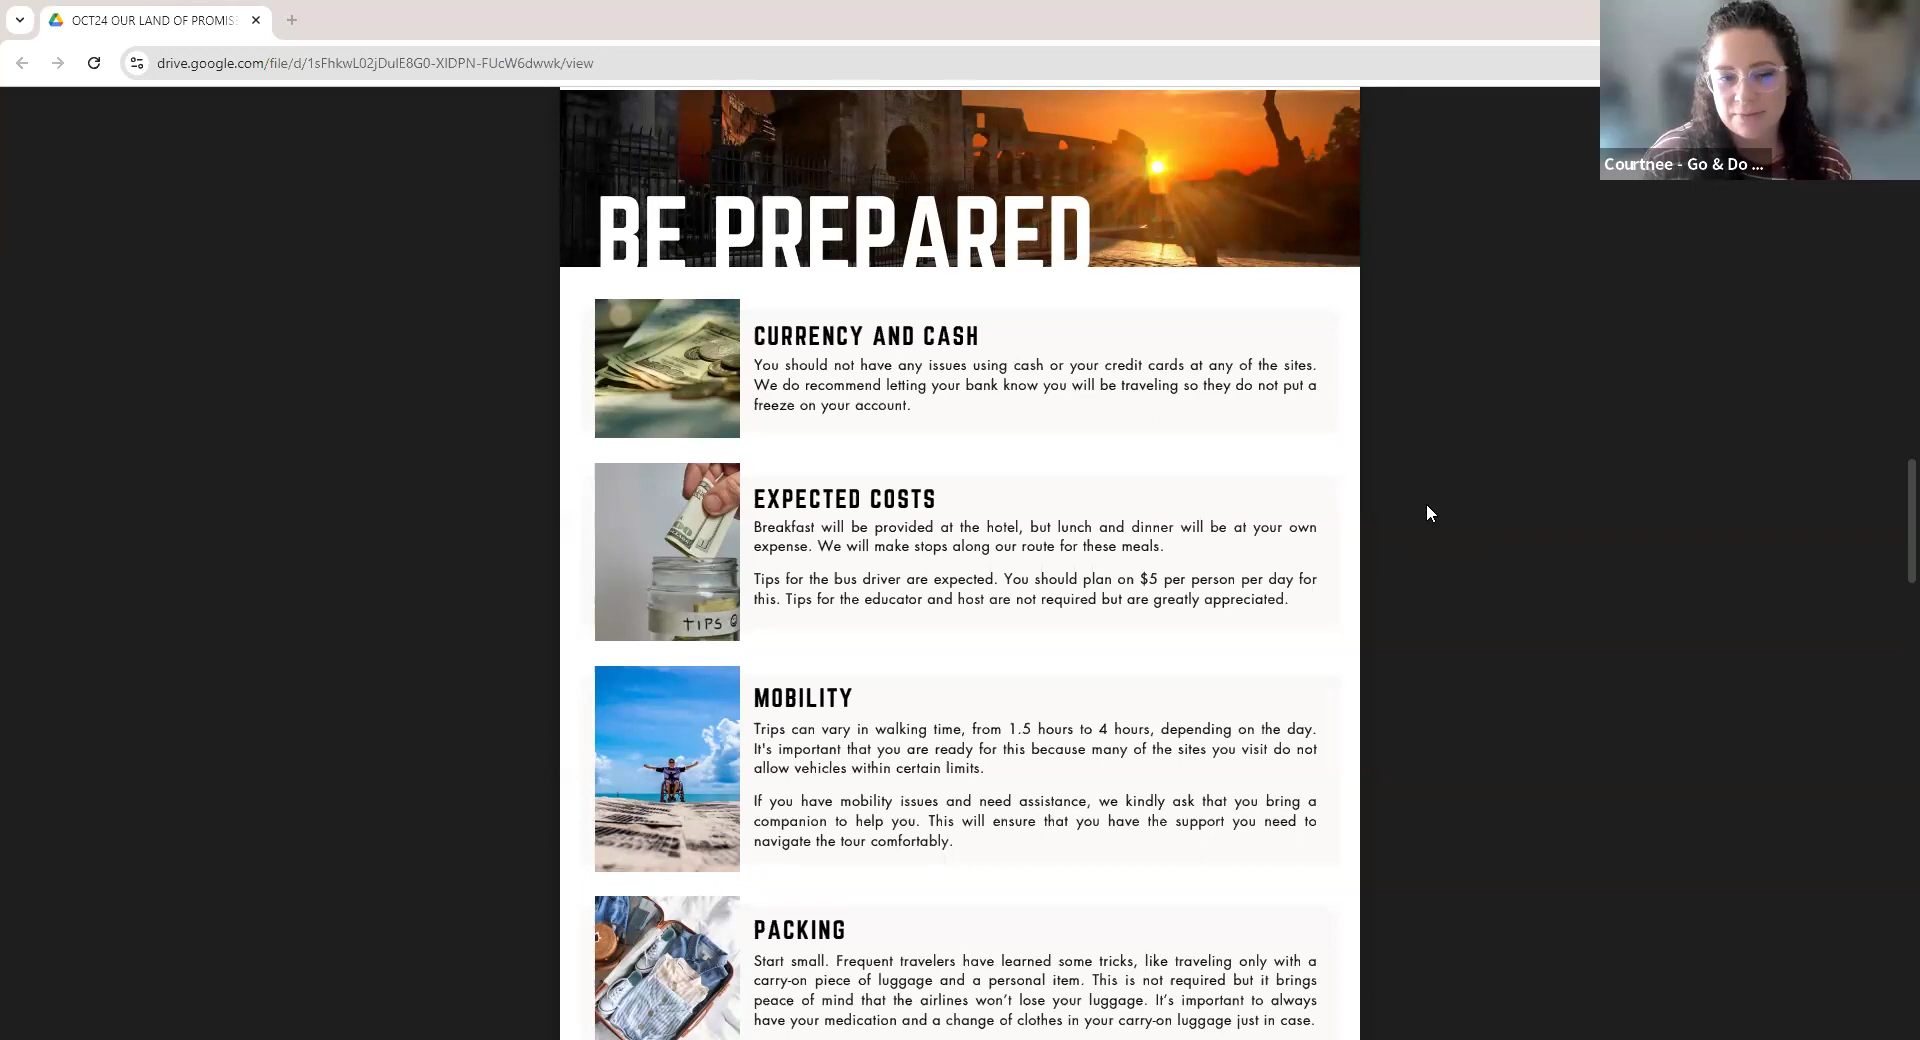 OCT24 OUR LAND OF PROMIS
drive.google.com/file/d/1sFhkwL02jDulE8G0-XIDPN-FUcW6dwwk/view
Courtnee - Go & Do ...
BE PREPARED
CURRENCY AND CASH
You should not have any issues using cash or your credit cards at any of the sites.
We do recommend letting your bank know you will be traveling so they do not put a
freeze on your account.
EXPECTED COSTS
Breakfast will be provided at the hotel, but lunch and dinner will be at your own
expense. We will make stops along our route for these meals.
Tips for the bus driver are expected. You should plan on $5 per person per day for
this. Tips for the educator and host are not required but are greatly appreciated.
TIPS
MOBILITY
Trips can vary in walking time, from 1.5 hours to 4 hours, depending on the day.
It's important that you are ready for this because many of the sites you visit do not
allow vehicles within certain limits.
If you have mobility issues and need assistance, we kindly ask that you bring a
companion to help you. This will ensure that you have the support you need to
navigate the tour comfortably.
PACKING
Start small. Frequent travelers have learned some tricks, like traveling only with a
carry-on piece of luggage and a personal item. This is not required but it brings
peace of mind that the airlines won't lose your luggage. It's important to always
have your medication and a change of clothes in your carry-on luggage just in case.